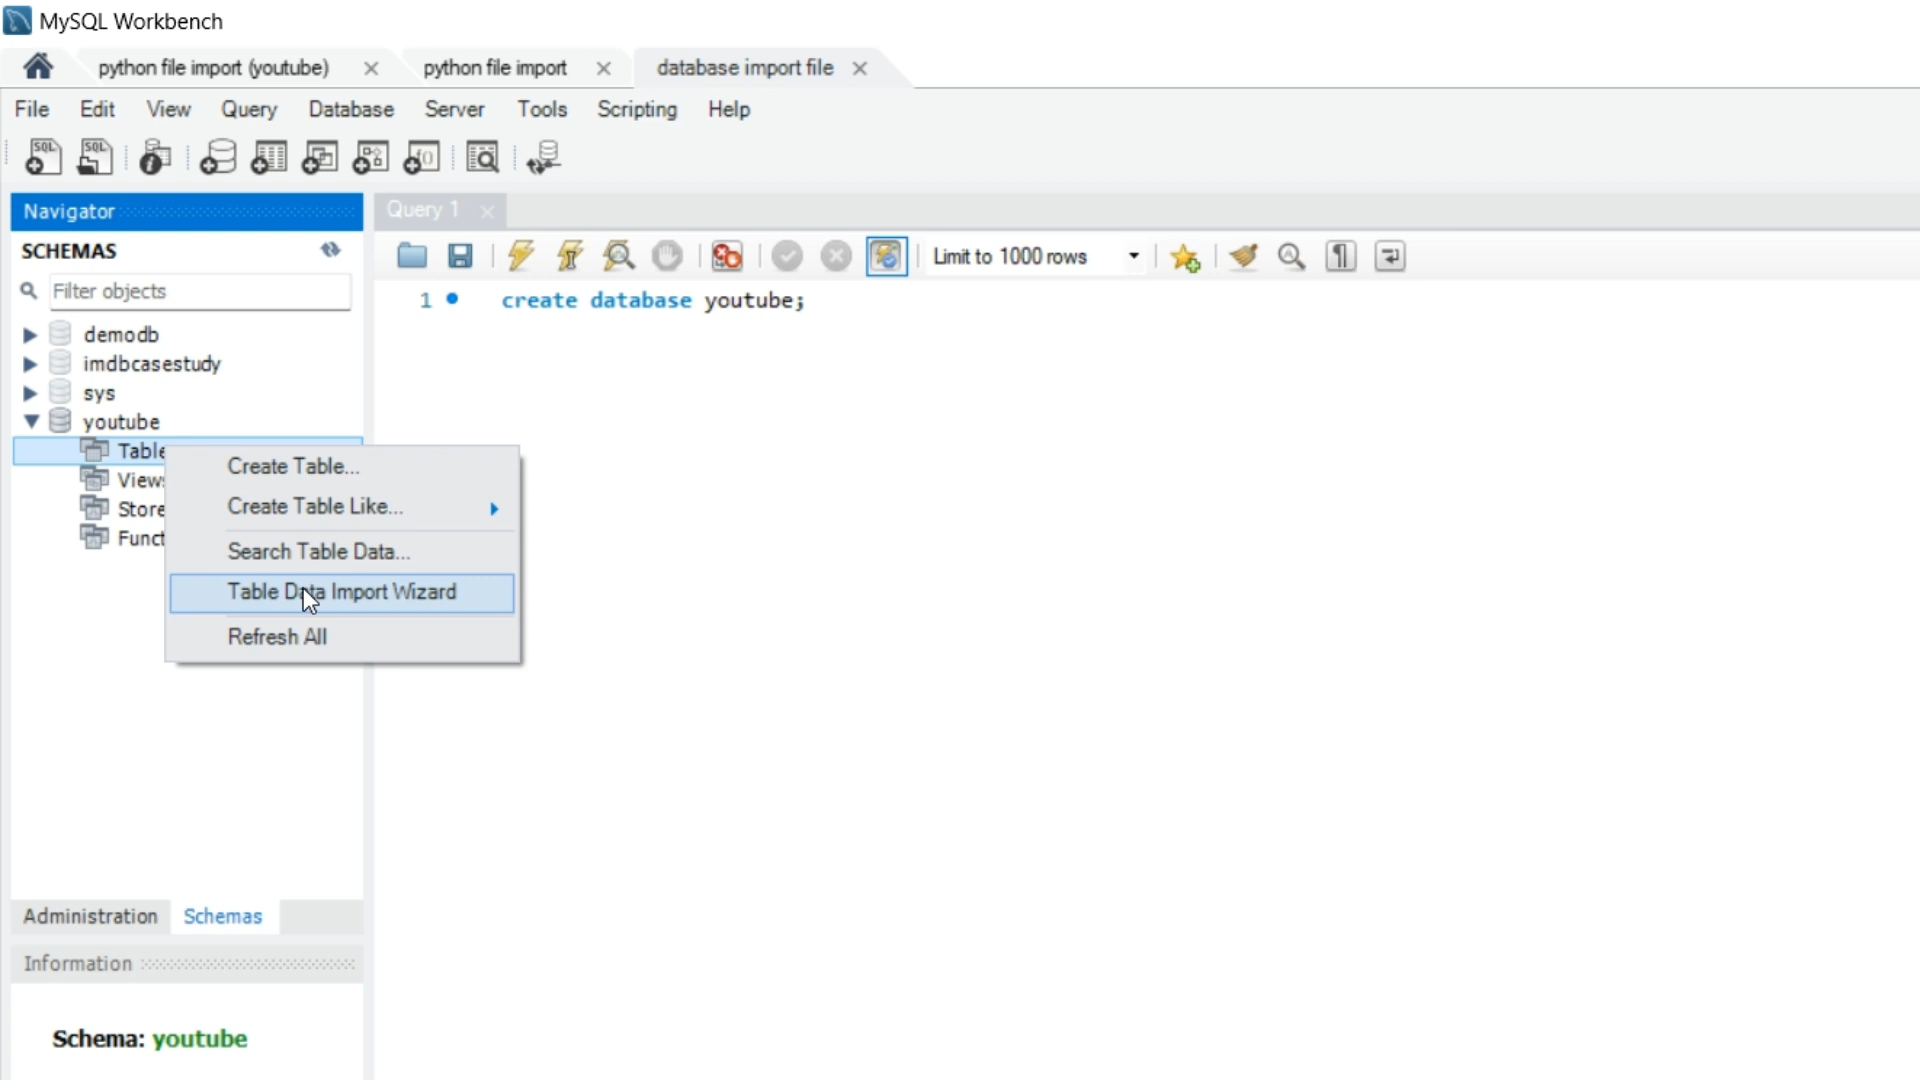 MySQL Workbench
python file import (youtube) python file import database import file
File Edit View Query Database Server Tools Scripting Help
Navigator
Query 1
SCHEMAS
Limit to 1000 rows
Filter objects
1 create database youtube;
demodb
imdbcasestudy
sys
youtube
Table
Views
Store
Funct
Create Table...
Create Table Like...
Search Table Data...
Table Data Import Wizard
Refresh All
Administration Schemas
Information
Schema: youtube